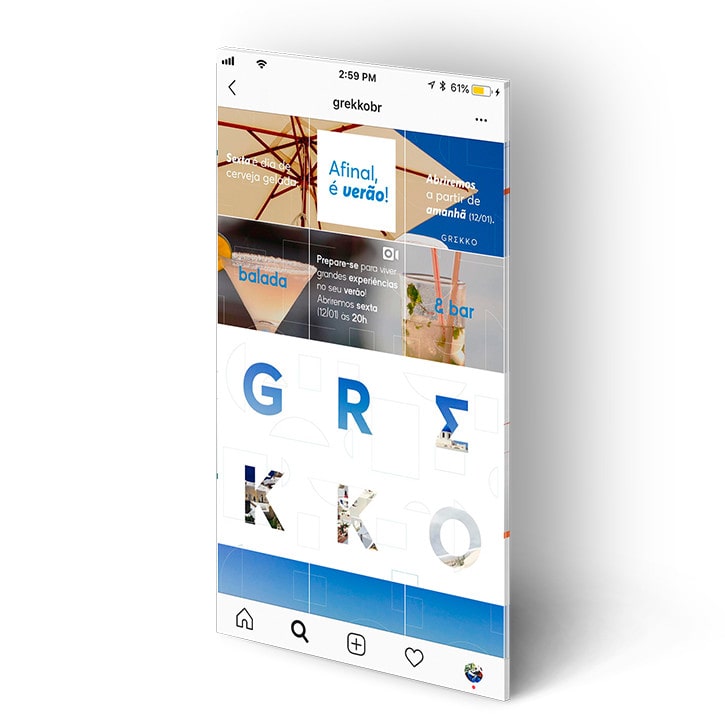 2:59 PM
61%
grekkobr
Sexta é dia de
cerveja gelada.
Afinal,
é verão!
Abriremos
a partir de
amanhã (12/01).
GRΣKKO
balada
Prepare-se para viver
grandes experiências
no seu verão!
Abriremos sexta
(12/01) às 20h
& bar
G R Σ
K K O